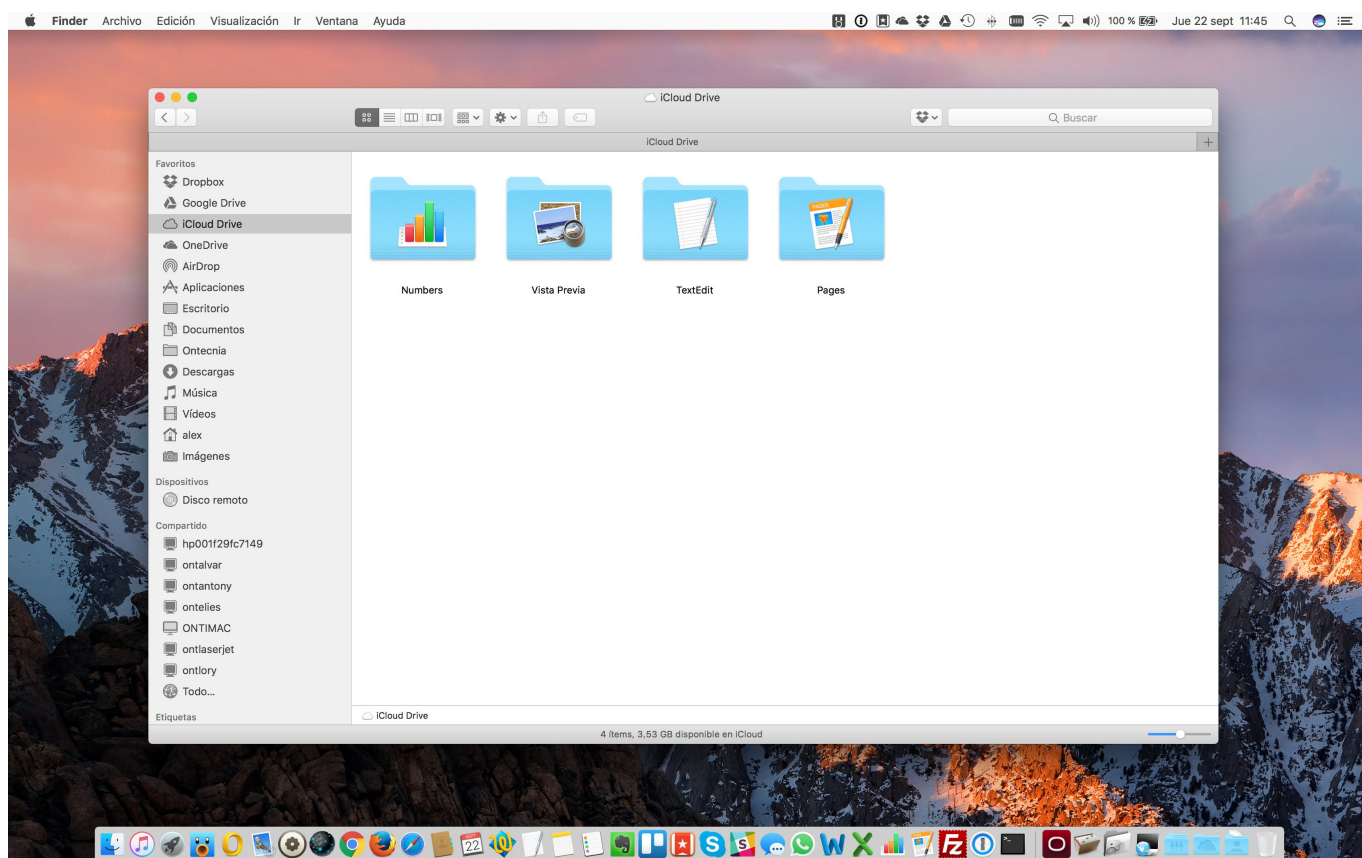 Finder Archivo Edición Visualización Ir Ventana Ayuda 100 % Jue 22 sept 11:45
iCloud Drive
Buscar
iCloud Drive
Favoritos
Dropbox
Google Drive
iCloud Drive
OneDrive
AirDrop
Aplicaciones
Escritorio
Documentos
Ontecnia
Descargas
Música
Vídeos
alex
Imágenes
Dispositivos
Disco remoto
Compartido
hp001f29fc7149
ontalvar
ontantony
ontelies
ONTIMAC
ontlaserjet
ontlory
Todo...
Etiquetas
Numbers Vista Previa TextEdit Pages
iCloud Drive
4 ítems, 3,53 GB disponible en iCloud
22